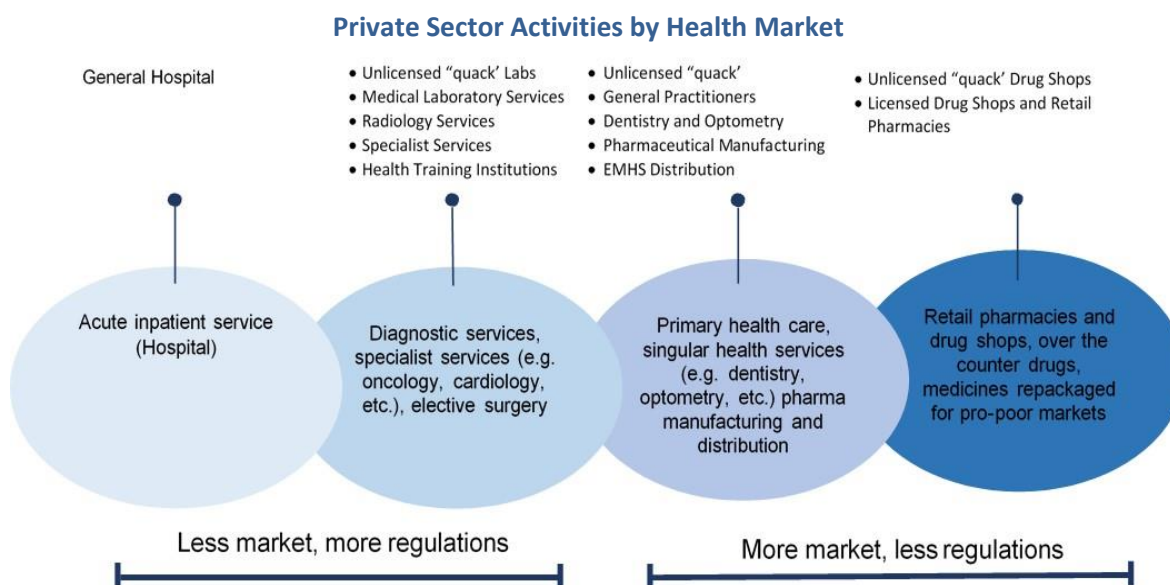 Private Sector Activities by Health Market
General Hospital
• Unlicensed “quack’ Labs
• Medical Laboratory Services
• Radiology Services
• Specialist Services
• Health Training Institutions
• Unlicensed “quack’
• General Practitioners
• Dentistry and Optometry
• Pharmaceutical Manufacturing
• EMHS Distribution
• Unlicensed “quack’ Drug Shops
• Licensed Drug Shops and Retail
Pharmacies
Acute inpatient service
(Hospital)
Diagnostic services,
specialist services (e.g.
oncology, cardiology,
etc.), elective surgery
Primary health care,
singular health services
(e.g. dentistry,
optometry, etc.) pharma
manufacturing and
distribution
Retail pharmacies and
drug shops, over the
counter drugs,
medicines repackaged
for pro-poor markets
Less market, more regulations
More market, less regulations